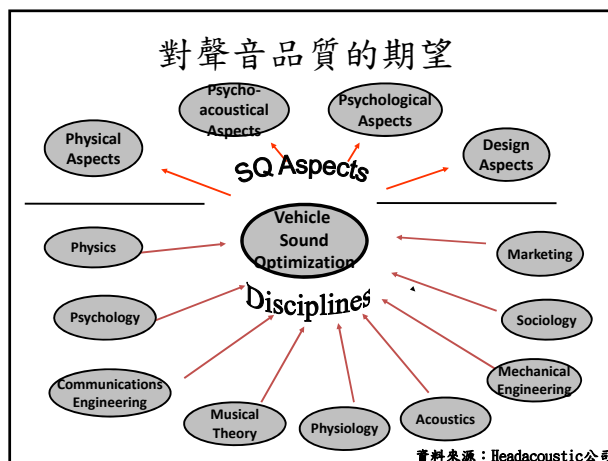 對聲音品質的期望
Psycho-
acoustical
Aspects
Psychological
Aspects
Physical
Aspects
SQ Aspects
Design
Aspects
Vehicle
Sound
Optimization
Physics
Marketing
Disciplines
Psychology
Sociology
Communications
Engineering
Mechanical
Engineering
Musical
Theory
Physiology
Acoustics
資料來源：Headacoustic公司